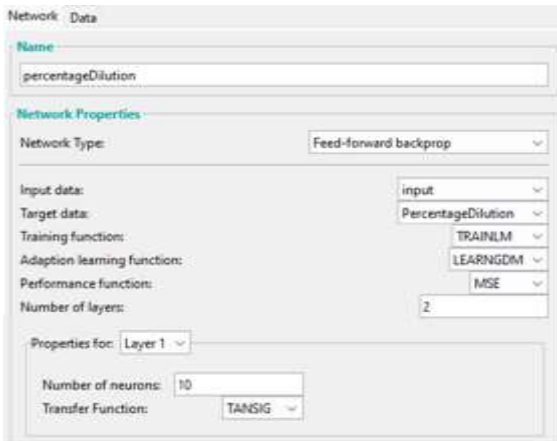 Network Data
Name
percentageDilution
Network Properties
Network Type: Feed-forward backprop
Input data: input
Target data: PercentageDilution
Training function: TRAINLM
Adaption learning function: LEARNGDM
Performance function: MSE
Number of layers: 2
Properties for: Layer 1
Number of neurons: 10
Transfer Function: TANSIG